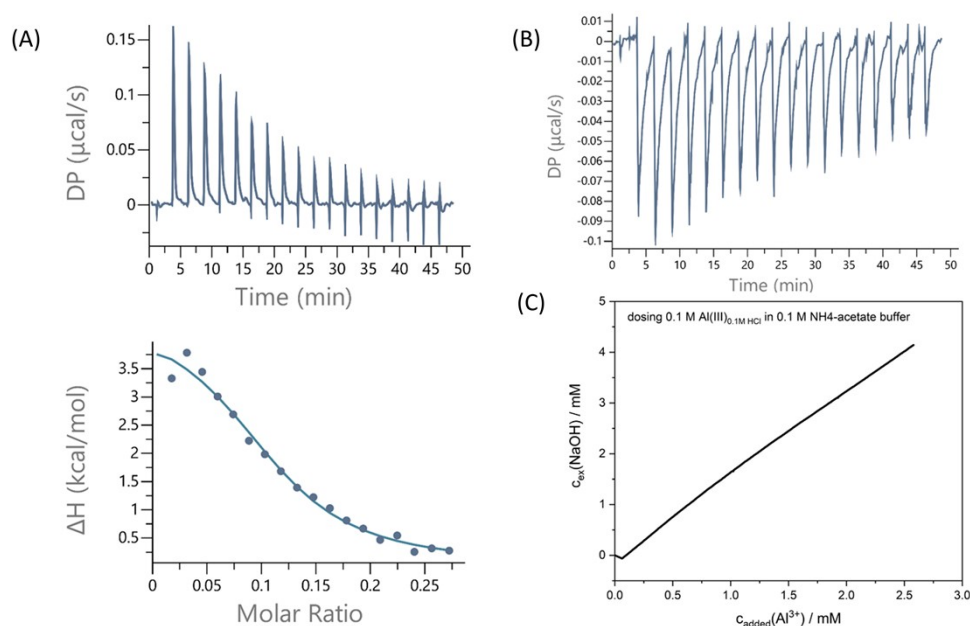 (A)
DP (μcal/s)
0.15
0.1
0.05
0
0 5 10 15 20 25 30 35 40 45 50
Time (min)
ΔH (kcal/mol)
3.5
3
2.5
2
1.5
1
0.5
0 0.05 0.1 0.15 0.2 0.25
Molar Ratio
(B)
DP (μcal/s)
0.01
0
-0.01
-0.02
-0.03
-0.04
-0.05
-0.06
-0.07
-0.08
-0.09
-0.1
0 5 10 15 20 25 30 35 40 45 50
Time (min)
(C)
dosing 0.1 M Al(III)0.1M HCl in 0.1 M NH4-acetate buffer
cex(NaOH) / mM
5
4
3
2
1
0
0.0 0.5 1.0 1.5 2.0 2.5 3.0
cadded(Al3+) / mM